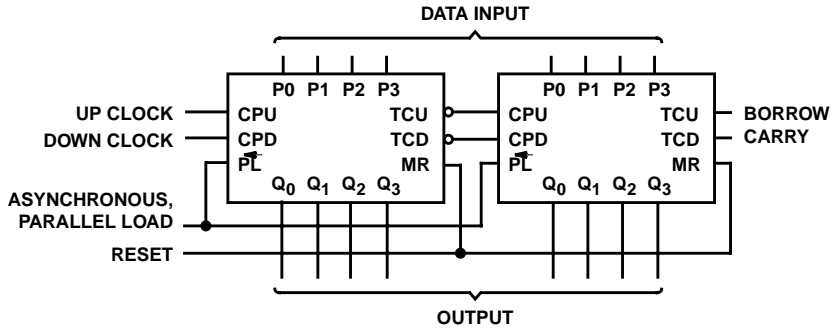 DATA INPUT
P0 P1 P2 P3 P0 P1 P2 P3
UP CLOCK CPU TCU CPU TCU BORROW
DOWN CLOCK CPD TCD CPD TCD CARRY
PL MR PL MR
Q0 Q1 Q2 Q3 Q0 Q1 Q2 Q3
ASYNCHRONOUS,
PARALLEL LOAD
RESET
OUTPUT